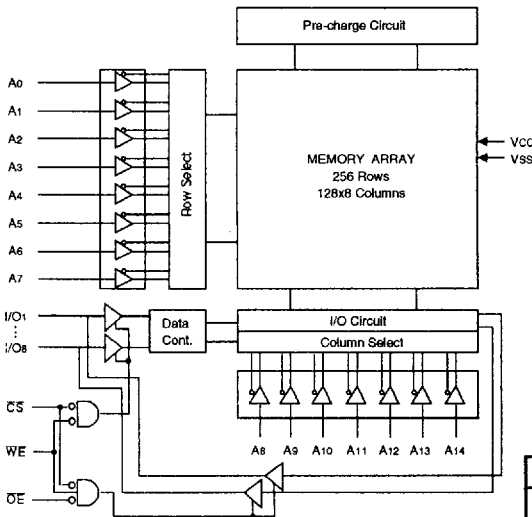 Pre-charge Circuit
A0
A1
A2
A3
A4
A5
A6
A7
Row Select
MEMORY ARRAY
256 Rows
128x8 Columns
VCC
VSS
I/O1
I/O8
Data
Cont.
I/O Circuit
Column Select
A8 A9 A10 A11 A12 A13 A14
CS
WE
OE